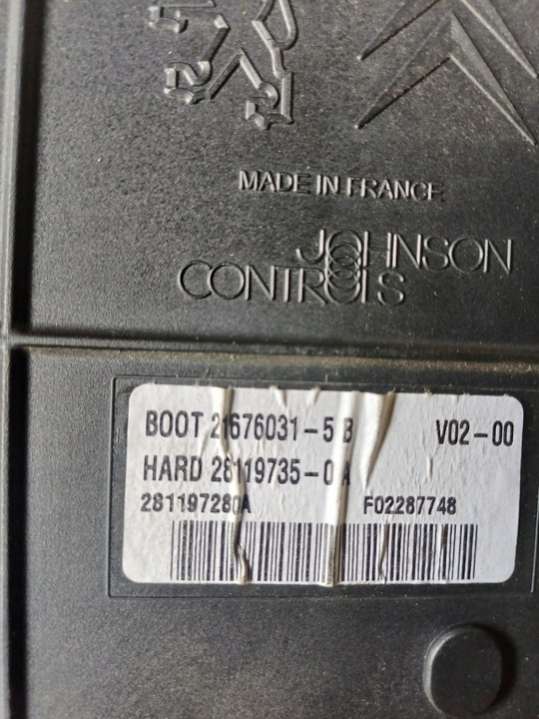 MADE IN FRANCE
JOHNSON
CONTROLS
BOOT 21676031-5 B V02-00
HARD 28119735-0 A
281197280A F02287748